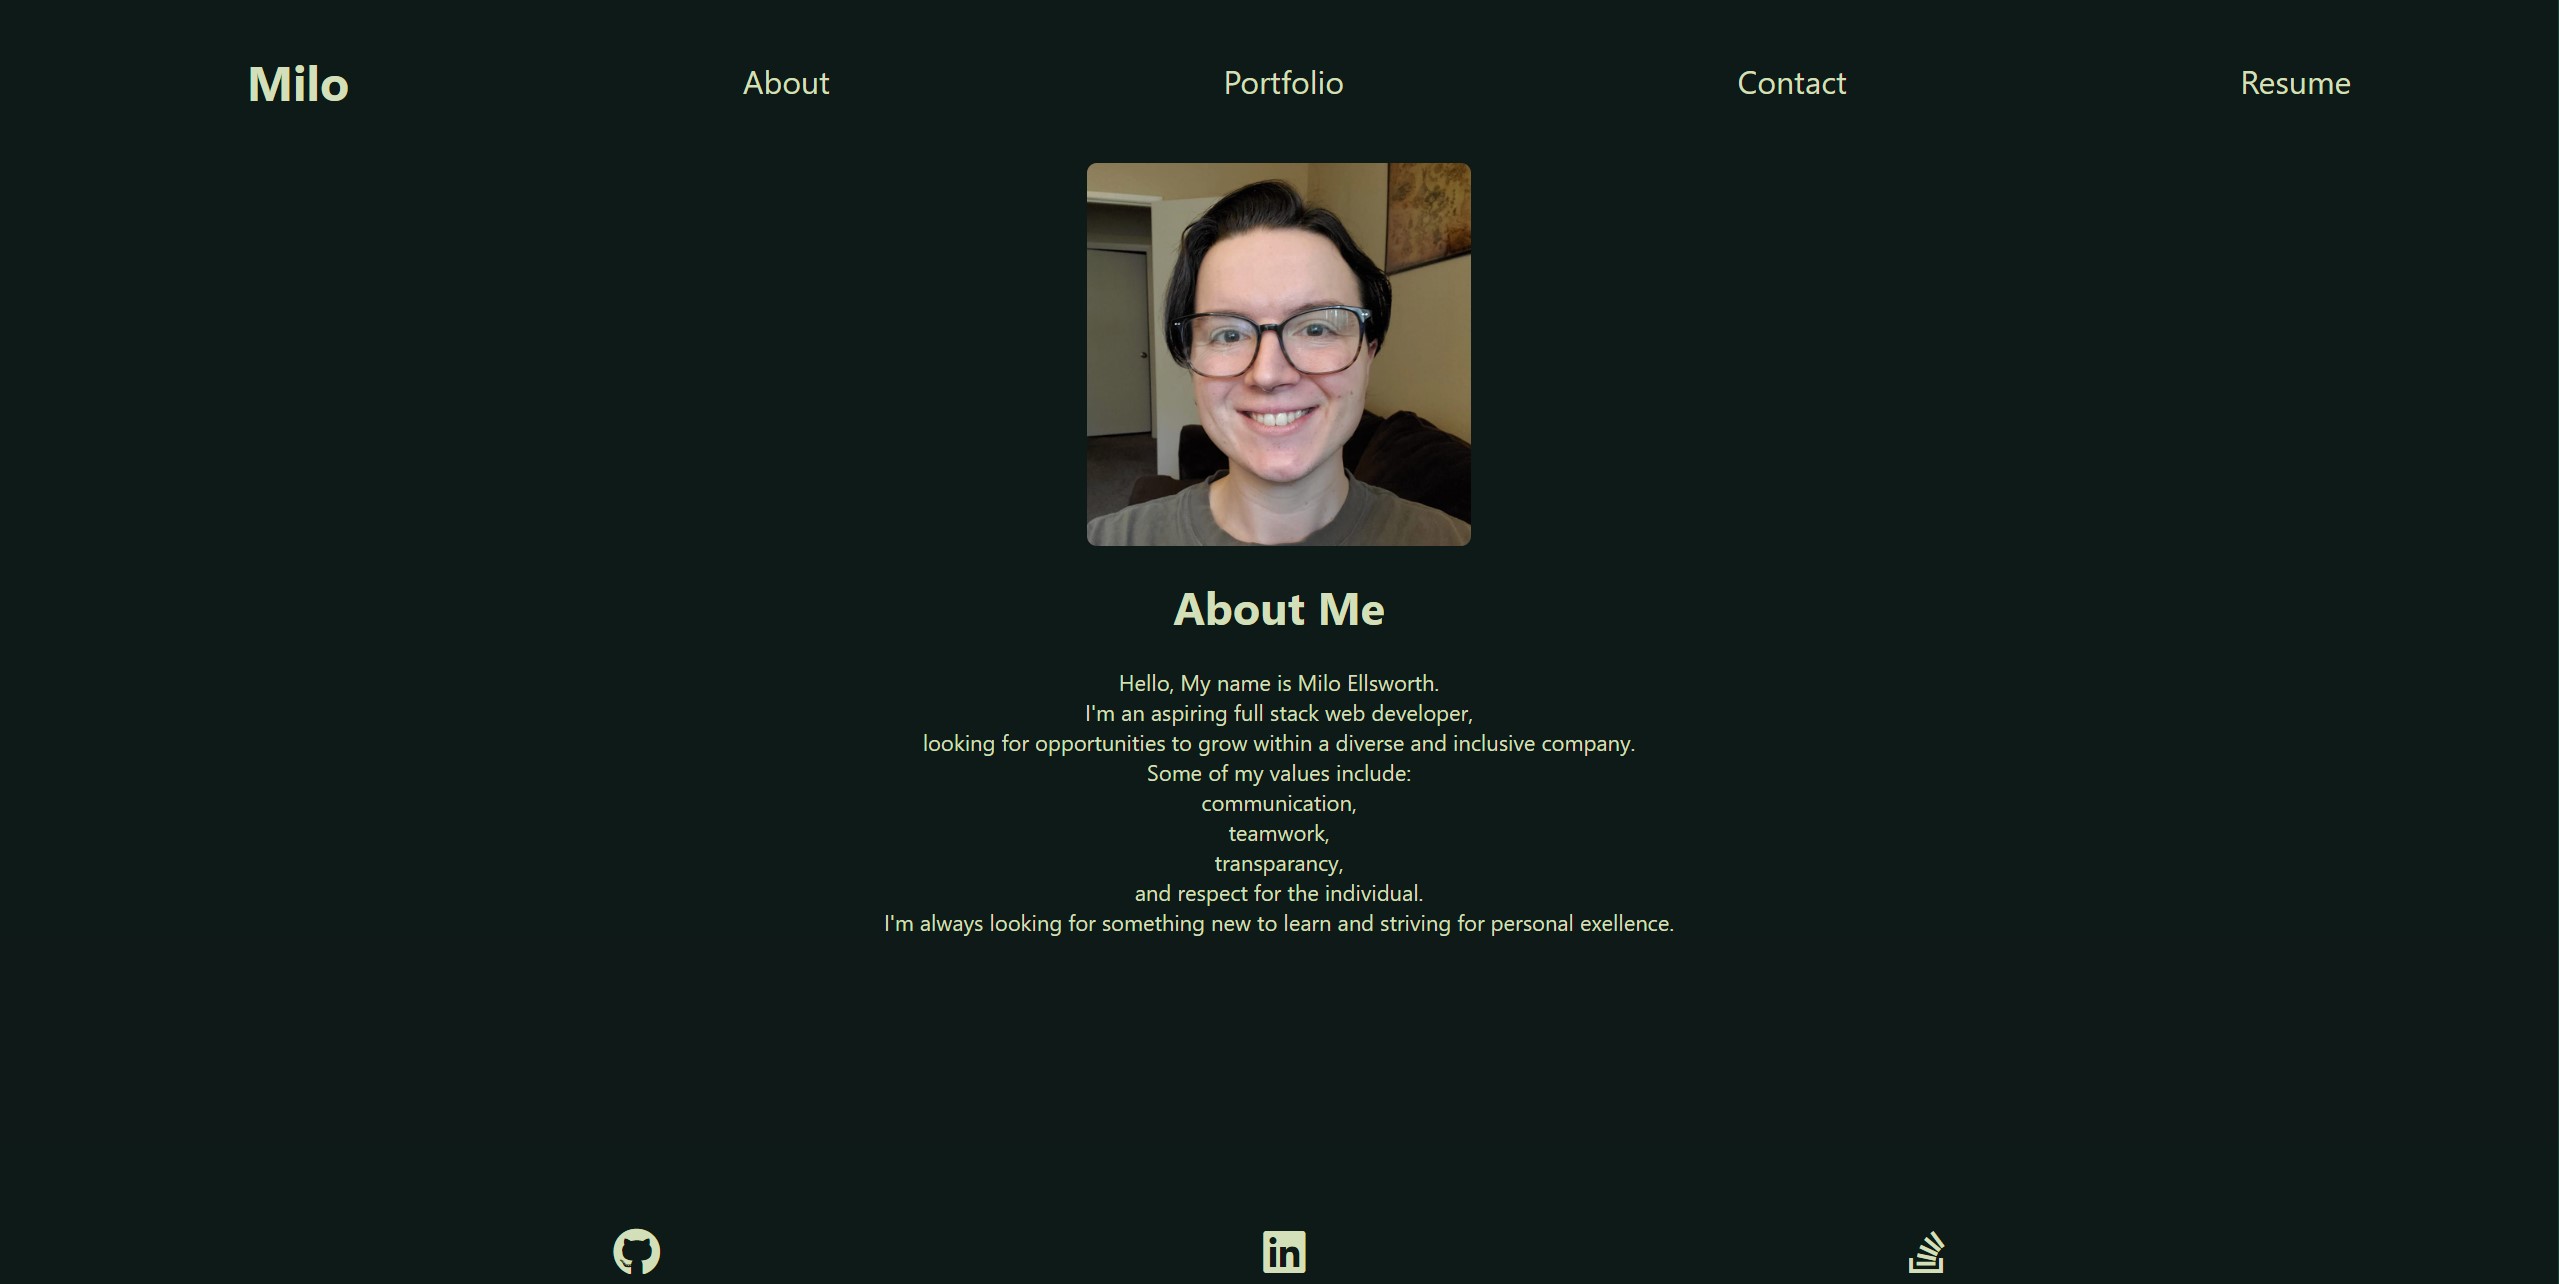 Milo About Portfolio Contact Resume
About Me
Hello, My name is Milo Ellsworth.
I'm an aspiring full stack web developer,
looking for opportunities to grow within a diverse and inclusive company.
Some of my values include:
communication,
teamwork,
transparancy,
and respect for the individual.
I'm always looking for something new to learn and striving for personal exellence.
in